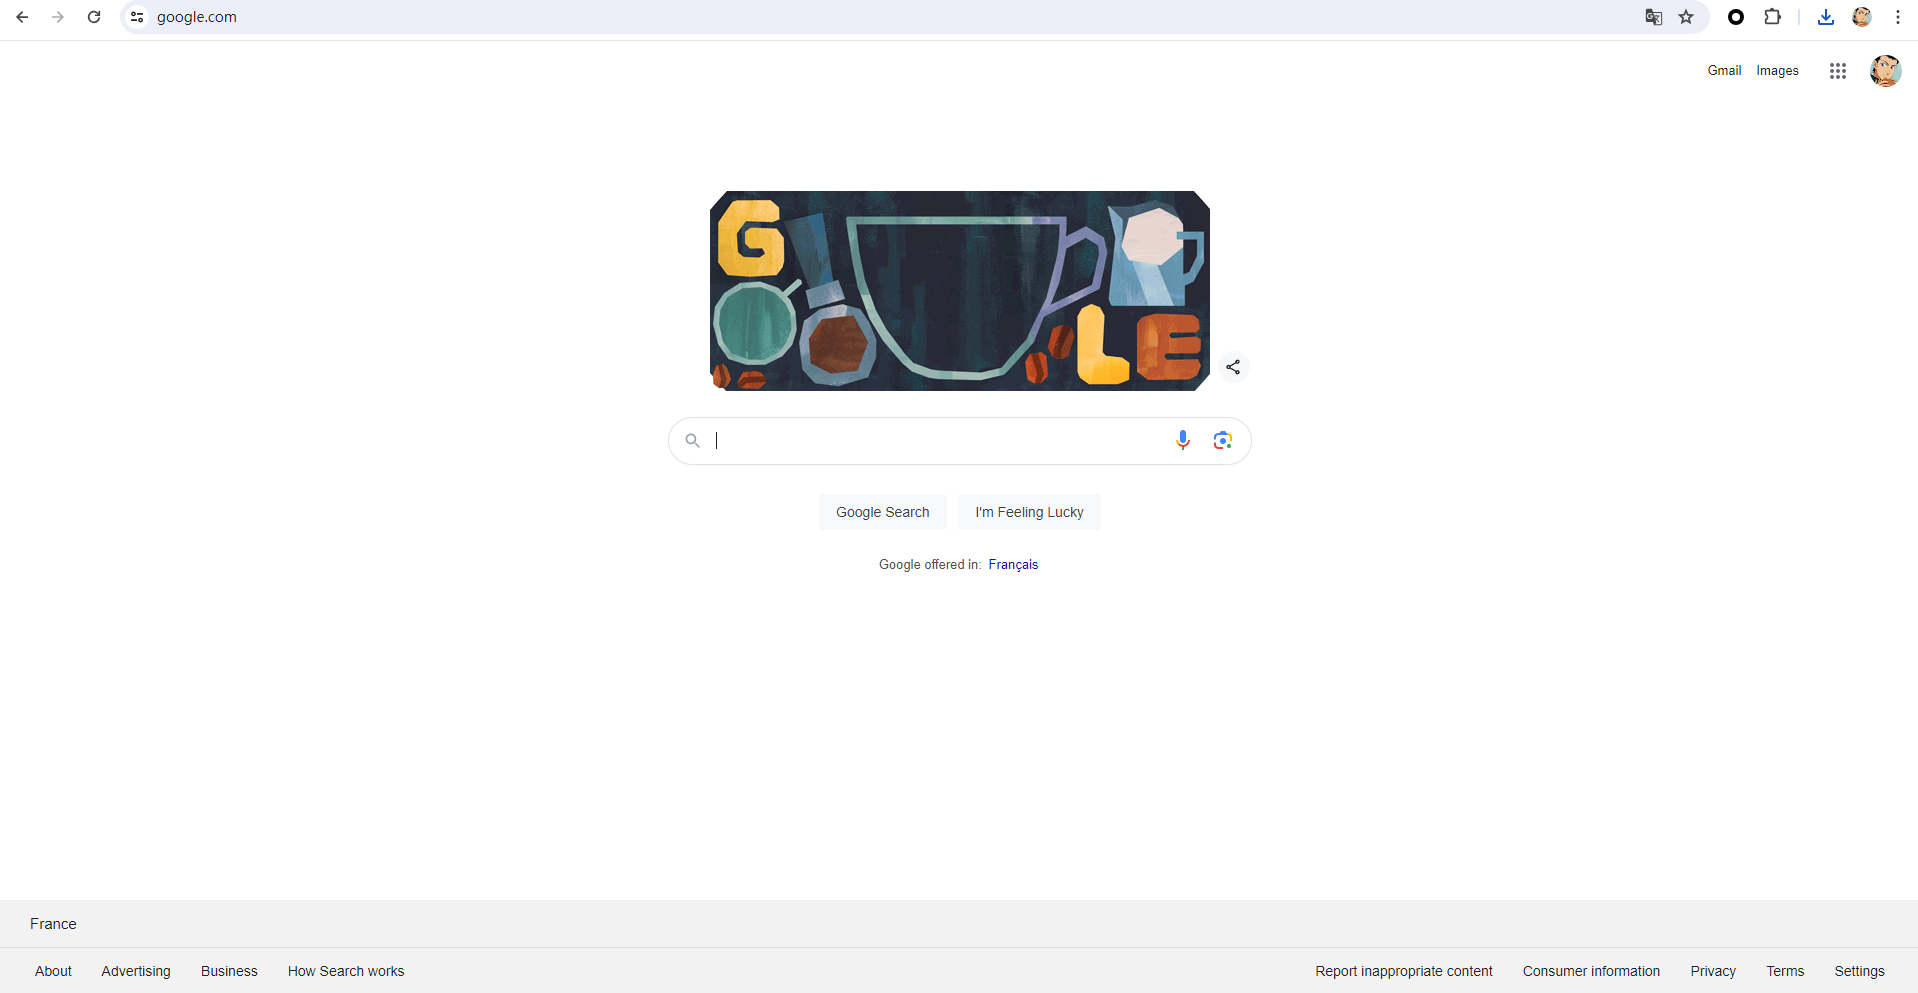 google.com
Gmail Images
G
L E
Google Search I'm Feeling Lucky
Google offered in: Français
France
About Advertising Business How Search works Report inappropriate content Consumer information Privacy Terms Settings